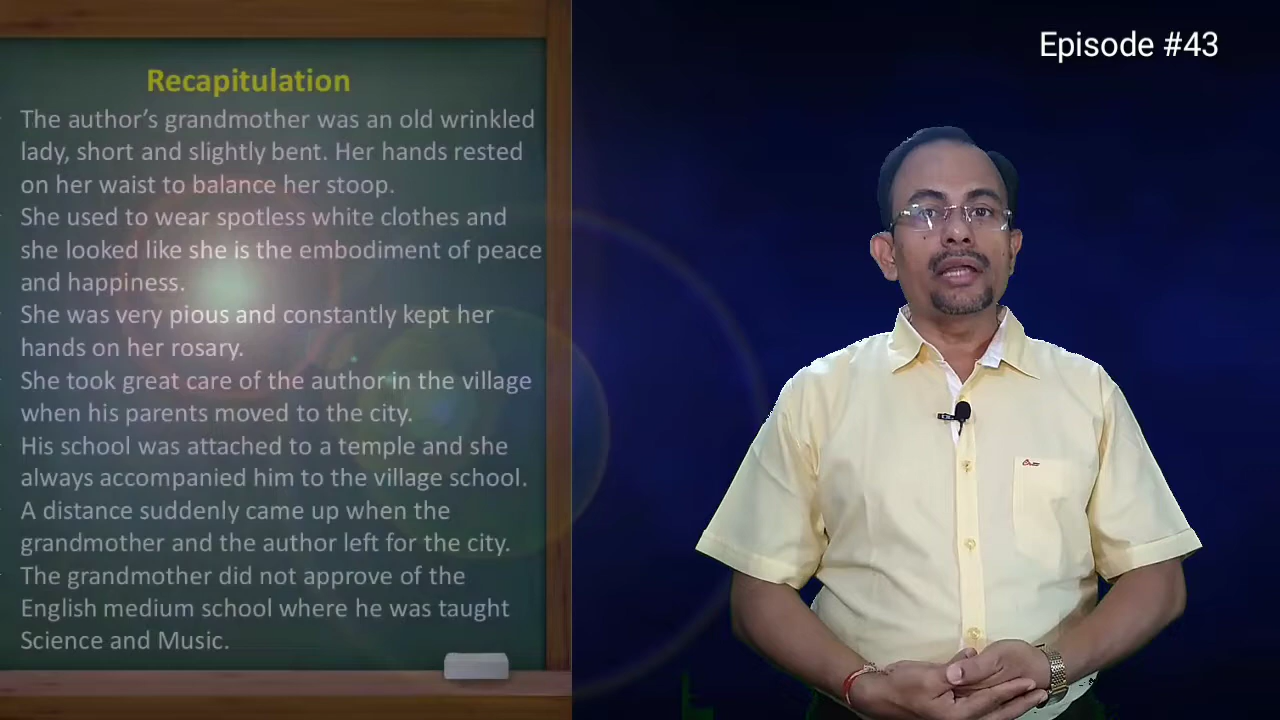 Episode #43
Recapitulation
The author's grandmother was an old wrinkled
lady, short and slightly bent. Her hands rested
on her waist to balance her stoop.
She used to wear spotless white clothes and
she looked like she is the embodiment of peace
and happiness.
She was very pious and constantly kept her
hands on her rosary.
She took great care of the author in the village
when his parents moved to the city.
His school was attached to a temple and she
always accompanied him to the village school.
A distance suddenly came up when the
grandmother and the author left for the city.
The grandmother did not approve of the
English medium school where he was taught
Science and Music.